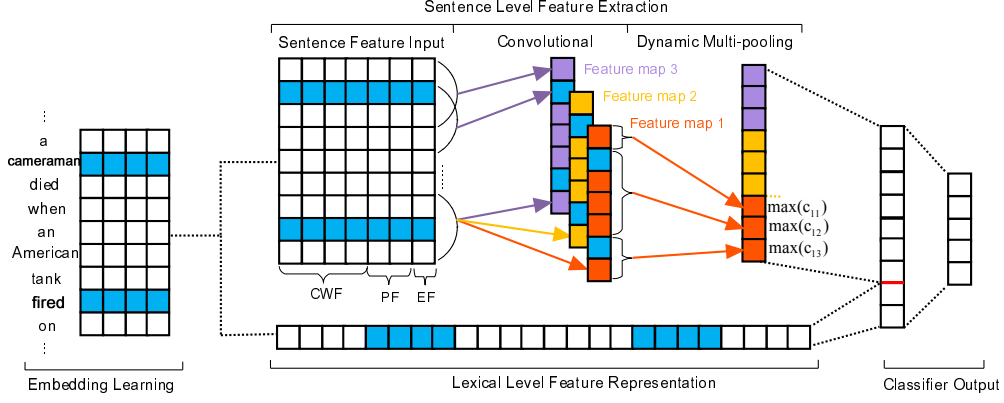 Sentence Level Feature Extraction
Sentence Feature Input
Convolutional
Dynamic Multi-pooling
Feature map 3
Feature map 2
Feature map 1
...
a
cameraman
died
when
an
American
tank
fired
on
...
......
...
max(c11)
max(c12)
max(c13)
CWF
PF
EF
Embedding Learning
Lexical Level Feature Representation
Classifier Output